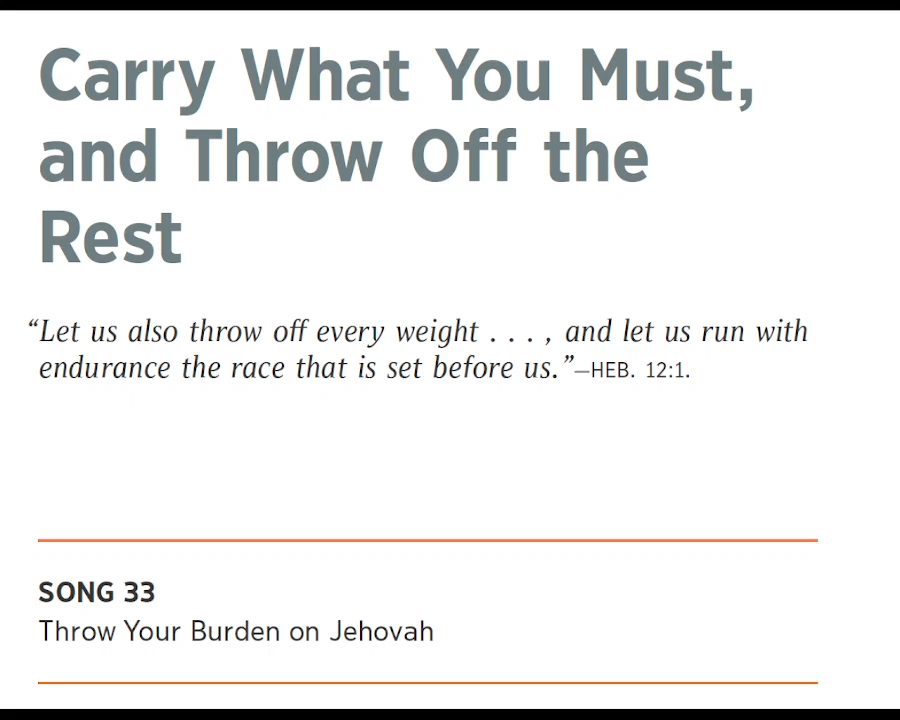 Carry What You Must,
and Throw Off the
Rest
“Let us also throw off every weight . . . , and let us run with
endurance the race that is set before us.”—HEB. 12:1.
SONG 33
Throw Your Burden on Jehovah